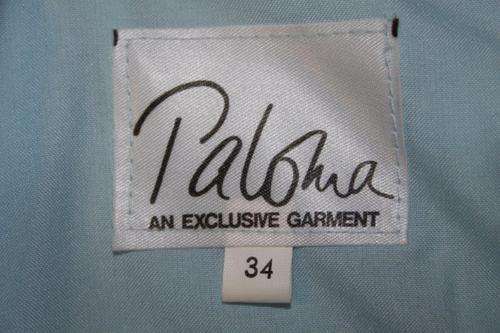 Paloma
AN EXCLUSIVE GARMENT
34